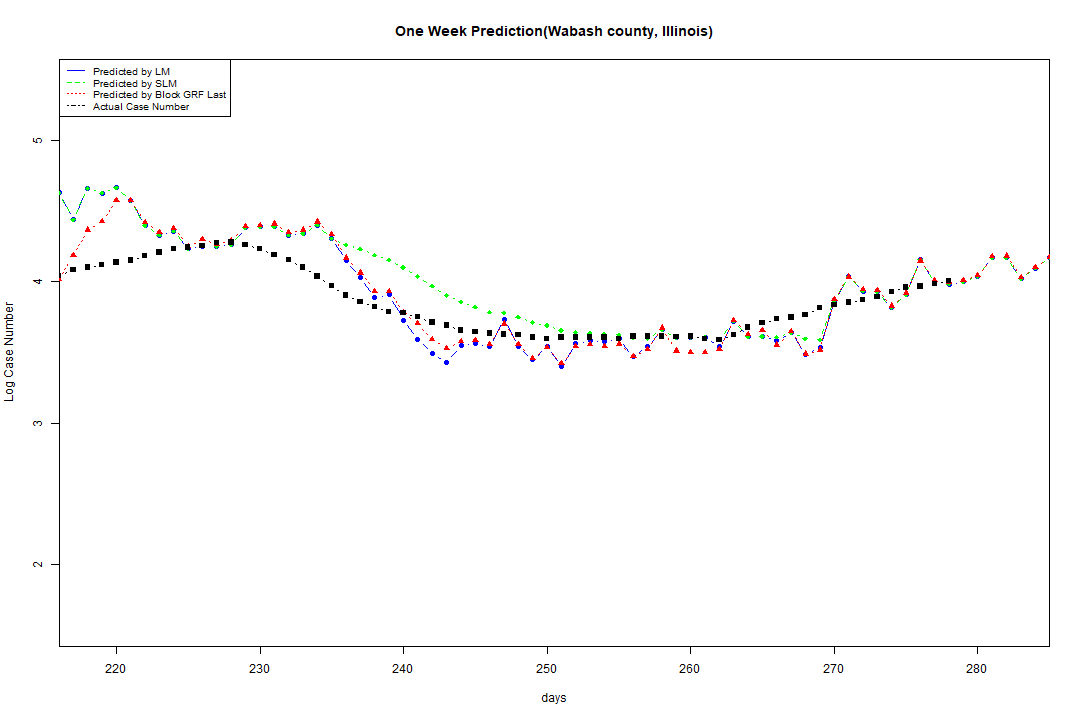 One Week Prediction(Wabash county, Illinois)
Predicted by LM
Predicted by SLM
Predicted by Block GRF Last
Actual Case Number
5
4
3
2
Log Case Number
220 230 240 250 260 270 280
days